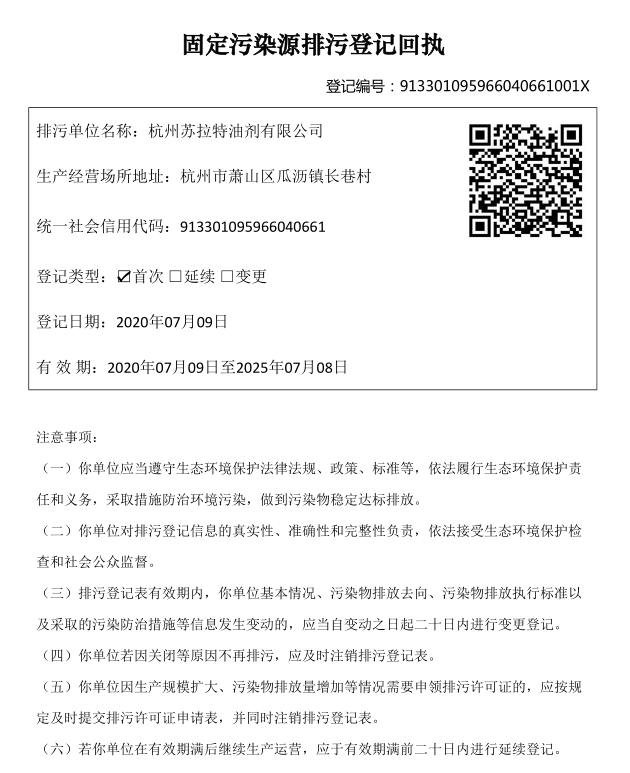 固定污染源排污登记回执
登记编号：913301095966040661001X
排污单位名称：杭州苏拉特油剂有限公司
生产经营场所地址：杭州市萧山区瓜沥镇长巷村
统一社会信用代码：913301095966040661
登记类型：☑首次 □延续 □变更
登记日期：2020年07月09日
有 效 期：2020年07月09日至2025年07月08日
注意事项：
（一）你单位应当遵守生态环境保护法律法规、政策、标准等，依法履行生态环境保护责
任和义务，采取措施防治环境污染，做到污染物稳定达标排放。
（二）你单位对排污登记信息的真实性、准确性和完整性负责，依法接受生态环境保护检
查和社会公众监督。
（三）排污登记表有效期内，你单位基本情况、污染物排放去向、污染物排放执行标准以
及采取的污染防治措施等信息发生变动的，应当自变动之日起二十日内进行变更登记。
（四）你单位若因关闭等原因不再排污，应及时注销排污登记表。
（五）你单位因生产规模扩大、污染物排放量增加等情况需要申领排污许可证的，应按规
定及时提交排污许可证申请表，并同时注销排污登记表。
（六）若你单位在有效期满后继续生产运营，应于有效期满前二十日内进行延续登记。